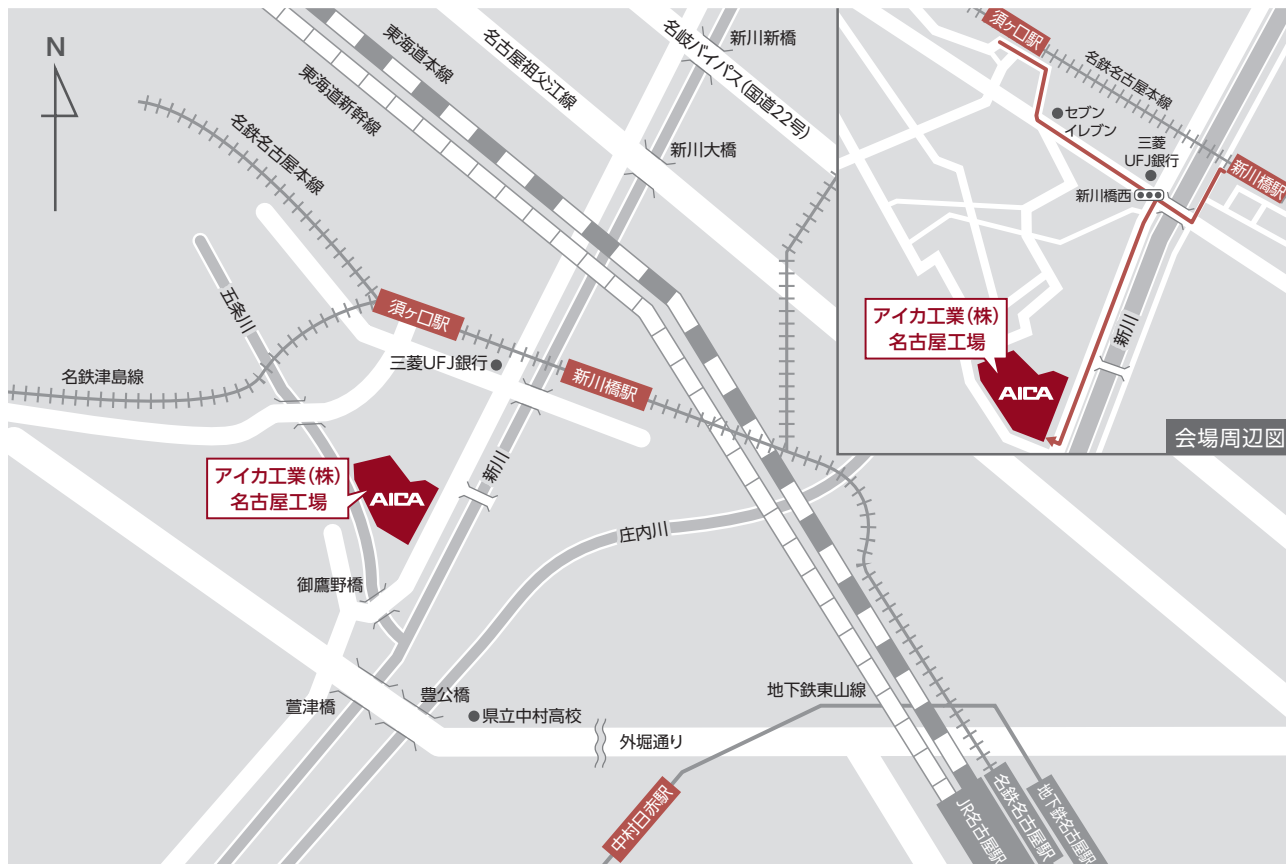 N
東海道本線
東海道新幹線
名古屋祖父江線
名岐バイパス(国道22号)
新川新橋
新川大橋
名鉄名古屋本線
五条川
須ヶ口駅
三菱UFJ銀行
新川橋駅
名鉄津島線
アイカ工業(株)
名古屋工場
AICA
新川
庄内川
御鷹野橋
萱津橋
豊公橋
県立中村高校
外堀通り
地下鉄東山線
中村日赤駅
JR名古屋駅
名鉄名古屋駅
地下鉄名古屋駅
須ヶ口駅
名鉄名古屋本線
セブン
イレブン
三菱
UFJ銀行
新川橋駅
新川橋西
アイカ工業(株)
名古屋工場
AICA
新川
会場周辺図